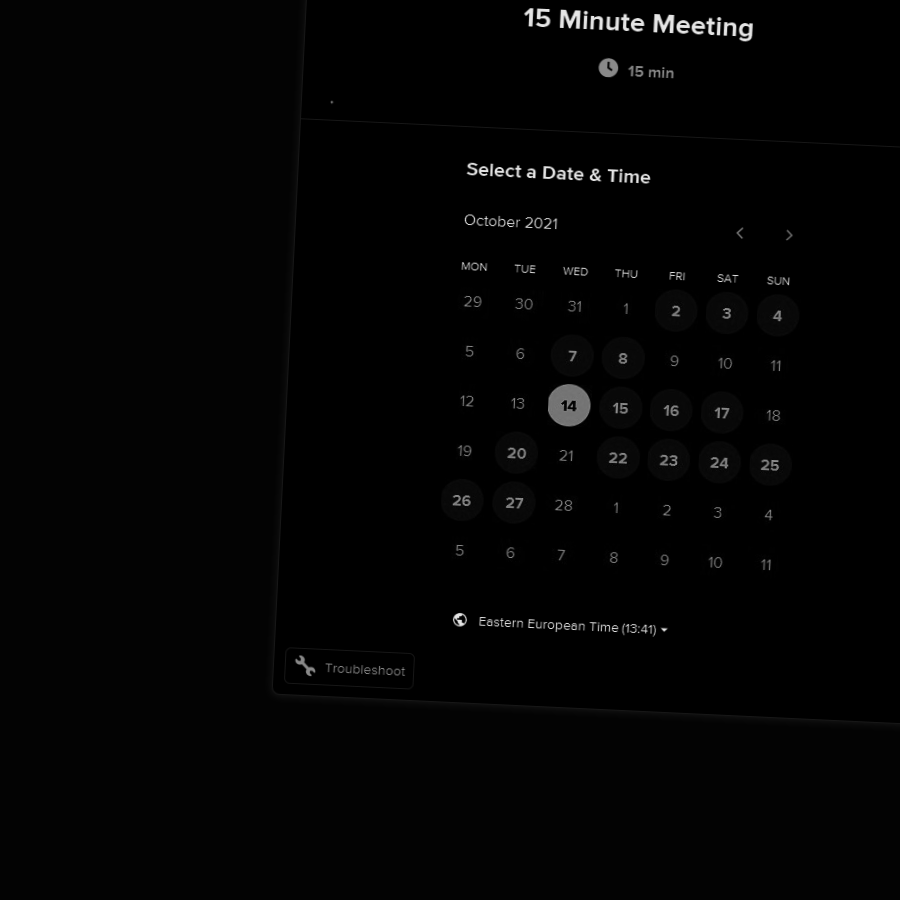 15 Minute Meeting
15 min
Select a Date & Time
October 2021
MON TUE WED THU FRI SAT SUN
29 30 31 1 2 3 4
5 6 7 8 9 10 11
12 13 14 15 16 17 18
19 20 21 22 23 24 25
26 27 28 1 2 3 4
5 6 7 8 9 10 11
Eastern European Time (13:41)
Troubleshoot